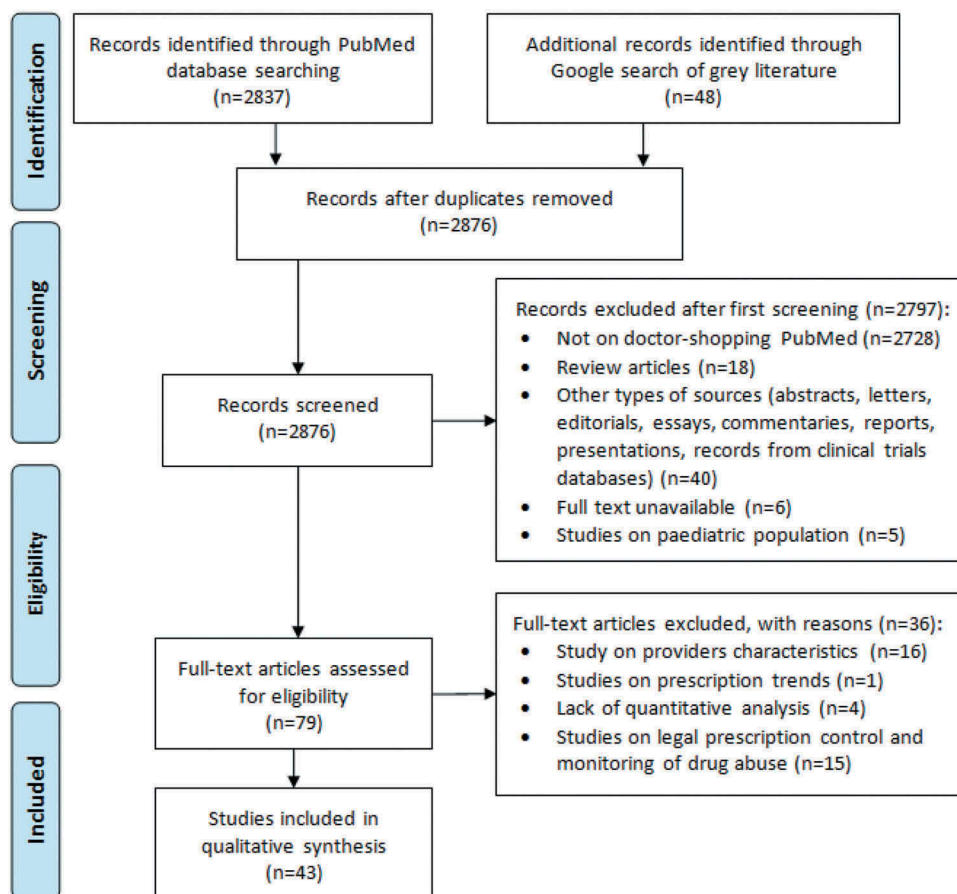 Identification
Records identified through PubMed
database searching
(n=2837)
Additional records identified through
Google search of grey literature
(n=48)
Records after duplicates removed
(n=2876)
Screening
Records screened
(n=2876)
Records excluded after first screening (n=2797):
• Not on doctor-shopping PubMed (n=2728)
• Review articles (n=18)
• Other types of sources (abstracts, letters,
editorials, essays, commentaries, reports,
presentations, records from clinical trials
databases) (n=40)
• Full text unavailable (n=6)
• Studies on paediatric population (n=5)
Eligibility
Full-text articles assessed
for eligibility
(n=79)
Full-text articles excluded, with reasons (n=36):
• Study on providers characteristics (n=16)
• Studies on prescription trends (n=1)
• Lack of quantitative analysis (n=4)
• Studies on legal prescription control and
monitoring of drug abuse (n=15)
Included
Studies included in
qualitative synthesis
(n=43)